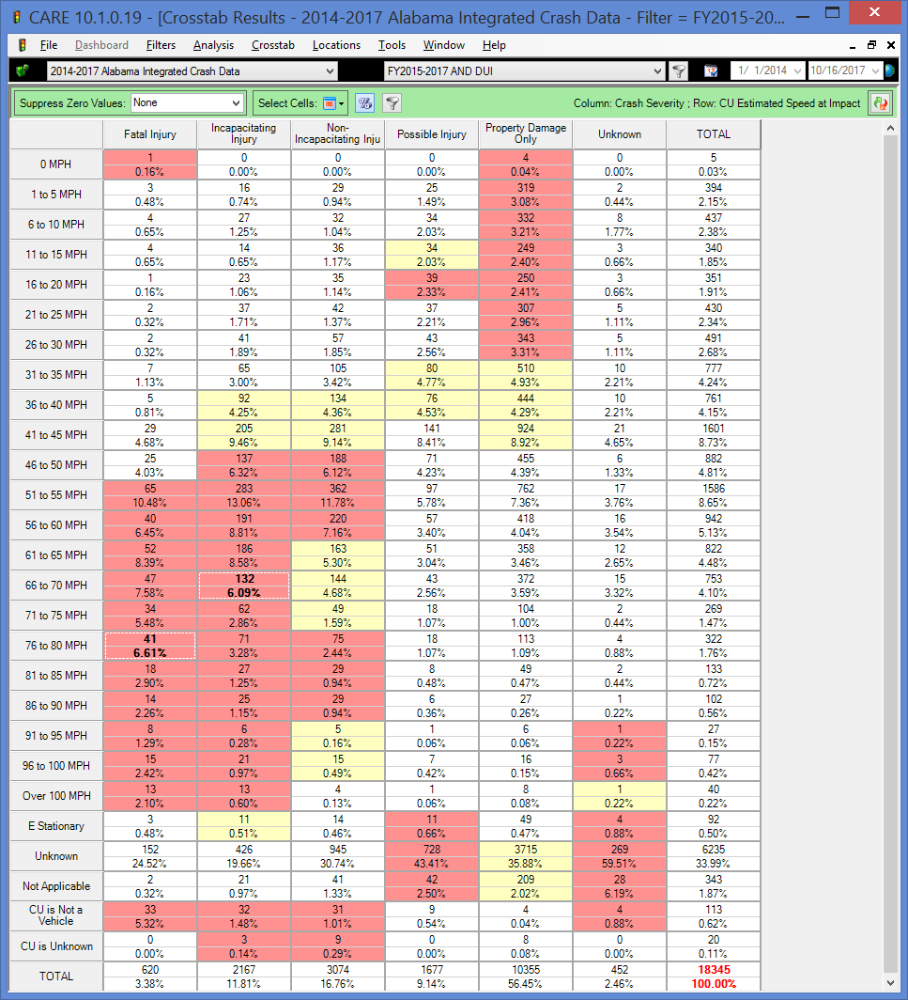 CARE 10.1.0.19 - [Crosstab Results - 2014-2017 Alabama Integrated Crash Data - Filter = FY2015-20...
File Dashboard Filters Analysis Crosstab Locations Tools Window Help
2014-2017 Alabama Integrated Crash Data FY2015-2017 AND DUI 1/ 1/2014 10/16/2017
Suppress Zero Values: None Select Cells: Column: Crash Severity ; Row: CU Estimated Speed at Impact
Fatal Injury Incapacitating Injury Non-Incapacitating Inju Possible Injury Property Damage Only Unknown TOTAL
0 MPH 1 0 0 0 4 0 5
0.16% 0.00% 0.00% 0.00% 0.04% 0.00% 0.03%
1 to 5 MPH 3 16 29 25 319 2 394
0.48% 0.74% 0.94% 1.49% 3.08% 0.44% 2.15%
6 to 10 MPH 4 27 32 34 332 8 437
0.65% 1.25% 1.04% 2.03% 3.21% 1.77% 2.38%
11 to 15 MPH 4 14 36 34 249 3 340
0.65% 0.65% 1.17% 2.03% 2.40% 0.66% 1.85%
16 to 20 MPH 1 23 35 39 250 3 351
0.16% 1.06% 1.14% 2.33% 2.41% 0.66% 1.91%
21 to 25 MPH 2 37 42 37 307 5 430
0.32% 1.71% 1.37% 2.21% 2.96% 1.11% 2.34%
26 to 30 MPH 2 41 57 43 343 5 491
0.32% 1.89% 1.85% 2.56% 3.31% 1.11% 2.68%
31 to 35 MPH 7 65 105 80 510 10 777
1.13% 3.00% 3.42% 4.77% 4.93% 2.21% 4.24%
36 to 40 MPH 5 92 134 76 444 10 761
0.81% 4.25% 4.36% 4.53% 4.29% 2.21% 4.15%
41 to 45 MPH 29 205 281 141 924 21 1601
4.68% 9.46% 9.14% 8.41% 8.92% 4.65% 8.73%
46 to 50 MPH 25 137 188 71 455 6 882
4.03% 6.32% 6.12% 4.23% 4.39% 1.33% 4.81%
51 to 55 MPH 65 283 362 97 762 17 1586
10.48% 13.06% 11.78% 5.78% 7.36% 3.76% 8.65%
56 to 60 MPH 40 191 220 57 418 16 942
6.45% 8.81% 7.16% 3.40% 4.04% 3.54% 5.13%
61 to 65 MPH 52 186 163 51 358 12 822
8.39% 8.58% 5.30% 3.04% 3.46% 2.65% 4.48%
66 to 70 MPH 47 132 144 43 372 15 753
7.58% 6.09% 4.68% 2.56% 3.59% 3.32% 4.10%
71 to 75 MPH 34 62 49 18 104 2 269
5.48% 2.86% 1.59% 1.07% 1.00% 0.44% 1.47%
76 to 80 MPH 41 71 75 18 113 4 322
6.61% 3.28% 2.44% 1.07% 1.09% 0.88% 1.76%
81 to 85 MPH 18 27 29 8 49 2 133
2.90% 1.25% 0.94% 0.48% 0.47% 0.44% 0.72%
86 to 90 MPH 14 25 29 6 27 1 102
2.26% 1.15% 0.94% 0.36% 0.26% 0.22% 0.56%
91 to 95 MPH 8 6 5 1 6 1 27
1.29% 0.28% 0.16% 0.06% 0.06% 0.22% 0.15%
96 to 100 MPH 15 21 15 7 16 3 77
2.42% 0.97% 0.49% 0.42% 0.15% 0.66% 0.42%
Over 100 MPH 13 13 4 1 8 1 40
2.10% 0.60% 0.13% 0.06% 0.08% 0.22% 0.22%
E Stationary 3 11 14 11 49 4 92
0.48% 0.51% 0.46% 0.66% 0.47% 0.88% 0.50%
Unknown 152 426 945 728 3715 269 6235
24.52% 19.66% 30.74% 43.41% 35.88% 59.51% 33.99%
Not Applicable 2 21 41 42 209 28 343
0.32% 0.97% 1.33% 2.50% 2.02% 6.19% 1.87%
CU is Not a Vehicle 33 32 31 9 4 4 113
5.32% 1.48% 1.01% 0.54% 0.04% 0.88% 0.62%
CU is Unknown 0 3 9 0 8 0 20
0.00% 0.14% 0.29% 0.00% 0.08% 0.00% 0.11%
TOTAL 620 2167 3074 1677 10355 452 18345
3.38% 11.81% 16.76% 9.14% 56.45% 2.46% 100.00%